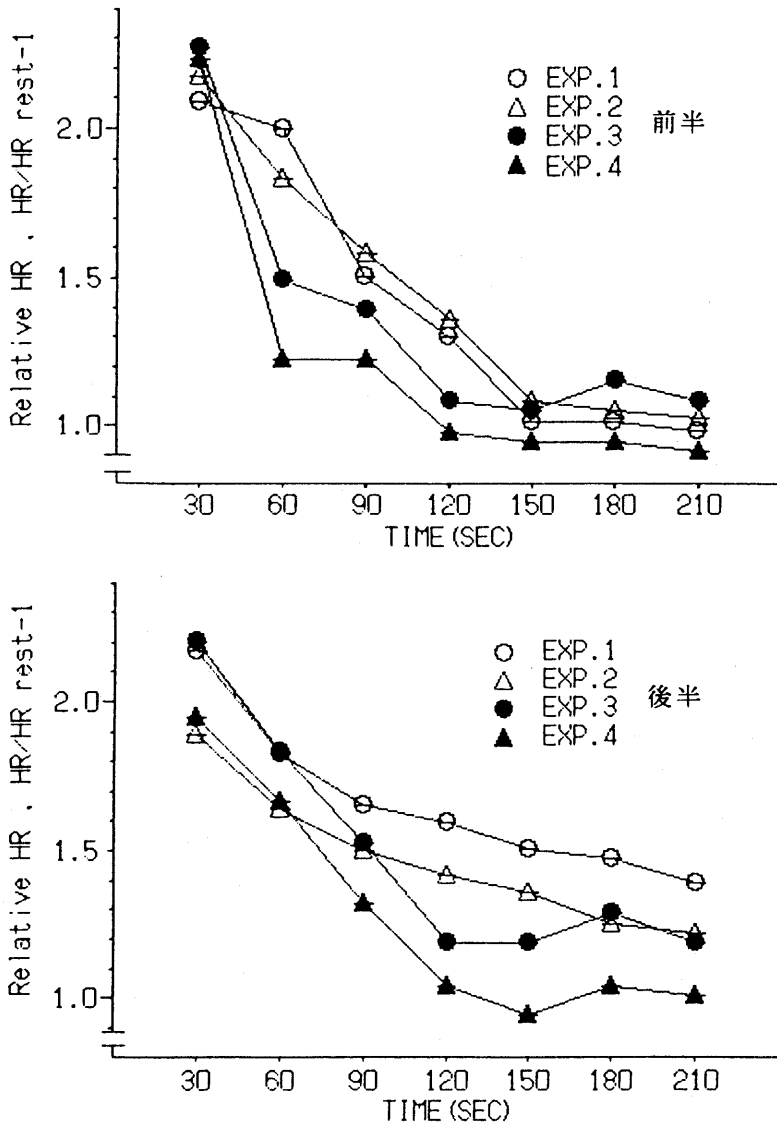 Relative HR , HR/HR rest-1
2.0
1.5
1.0
○ EXP.1
△ EXP.2
● EXP.3
▲ EXP.4
前半
30 60 90 120 150 180 210
TIME(SEC)
Relative HR , HR/HR rest-1
2.0
1.5
1.0
○ EXP.1
△ EXP.2
● EXP.3
▲ EXP.4
後半
30 60 90 120 150 180 210
TIME(SEC)